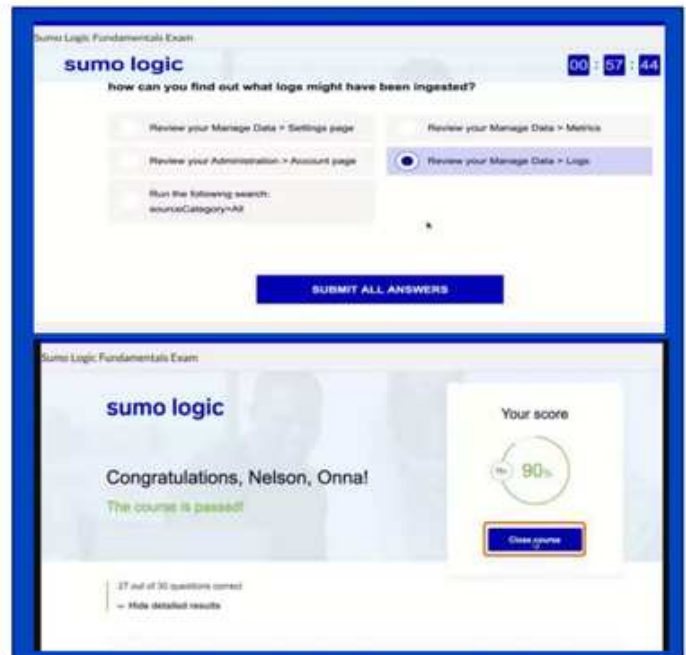 Sumo Logic Fundamentals Exam
sumo logic
00 : 57 : 44
how can you find out what logs might have been ingested?
Review your Manage Data > Settings page
Review your Manage Data > Metrics
Review your Administration > Account page
Review your Manage Data > Logs
Run the following search:
sourceCategory=All
SUBMIT ALL ANSWERS
Sumo Logic Fundamentals Exam
sumo logic
Your score
90%
Congratulations, Nelson, Onna!
The course is passed!
Close course
27 out of 30 questions correct
Hide detailed results